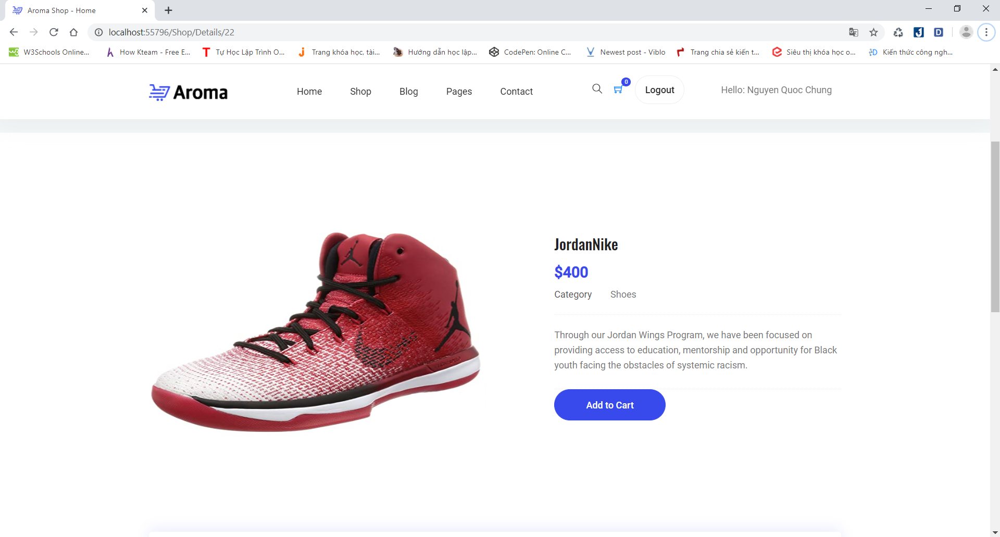 Aroma Shop - Home
localhost:55796/Shop/Details/22
W3Schools Online... How Kteam - Free E... Tự Học Lập Trình O... Trang khóa học, tài... Hướng dẫn học lập... CodePen: Online C... Newest post - Viblo Trang chia sẻ kiến t... Siêu thị khóa học o... Kiến thức công ngh...
Aroma Home Shop Blog Pages Contact 0 Logout Hello: Nguyen Quoc Chung
JordanNike
$400
Category Shoes
Through our Jordan Wings Program, we have been focused on
providing access to education, mentorship and opportunity for Black
youth facing the obstacles of systemic racism.
Add to Cart